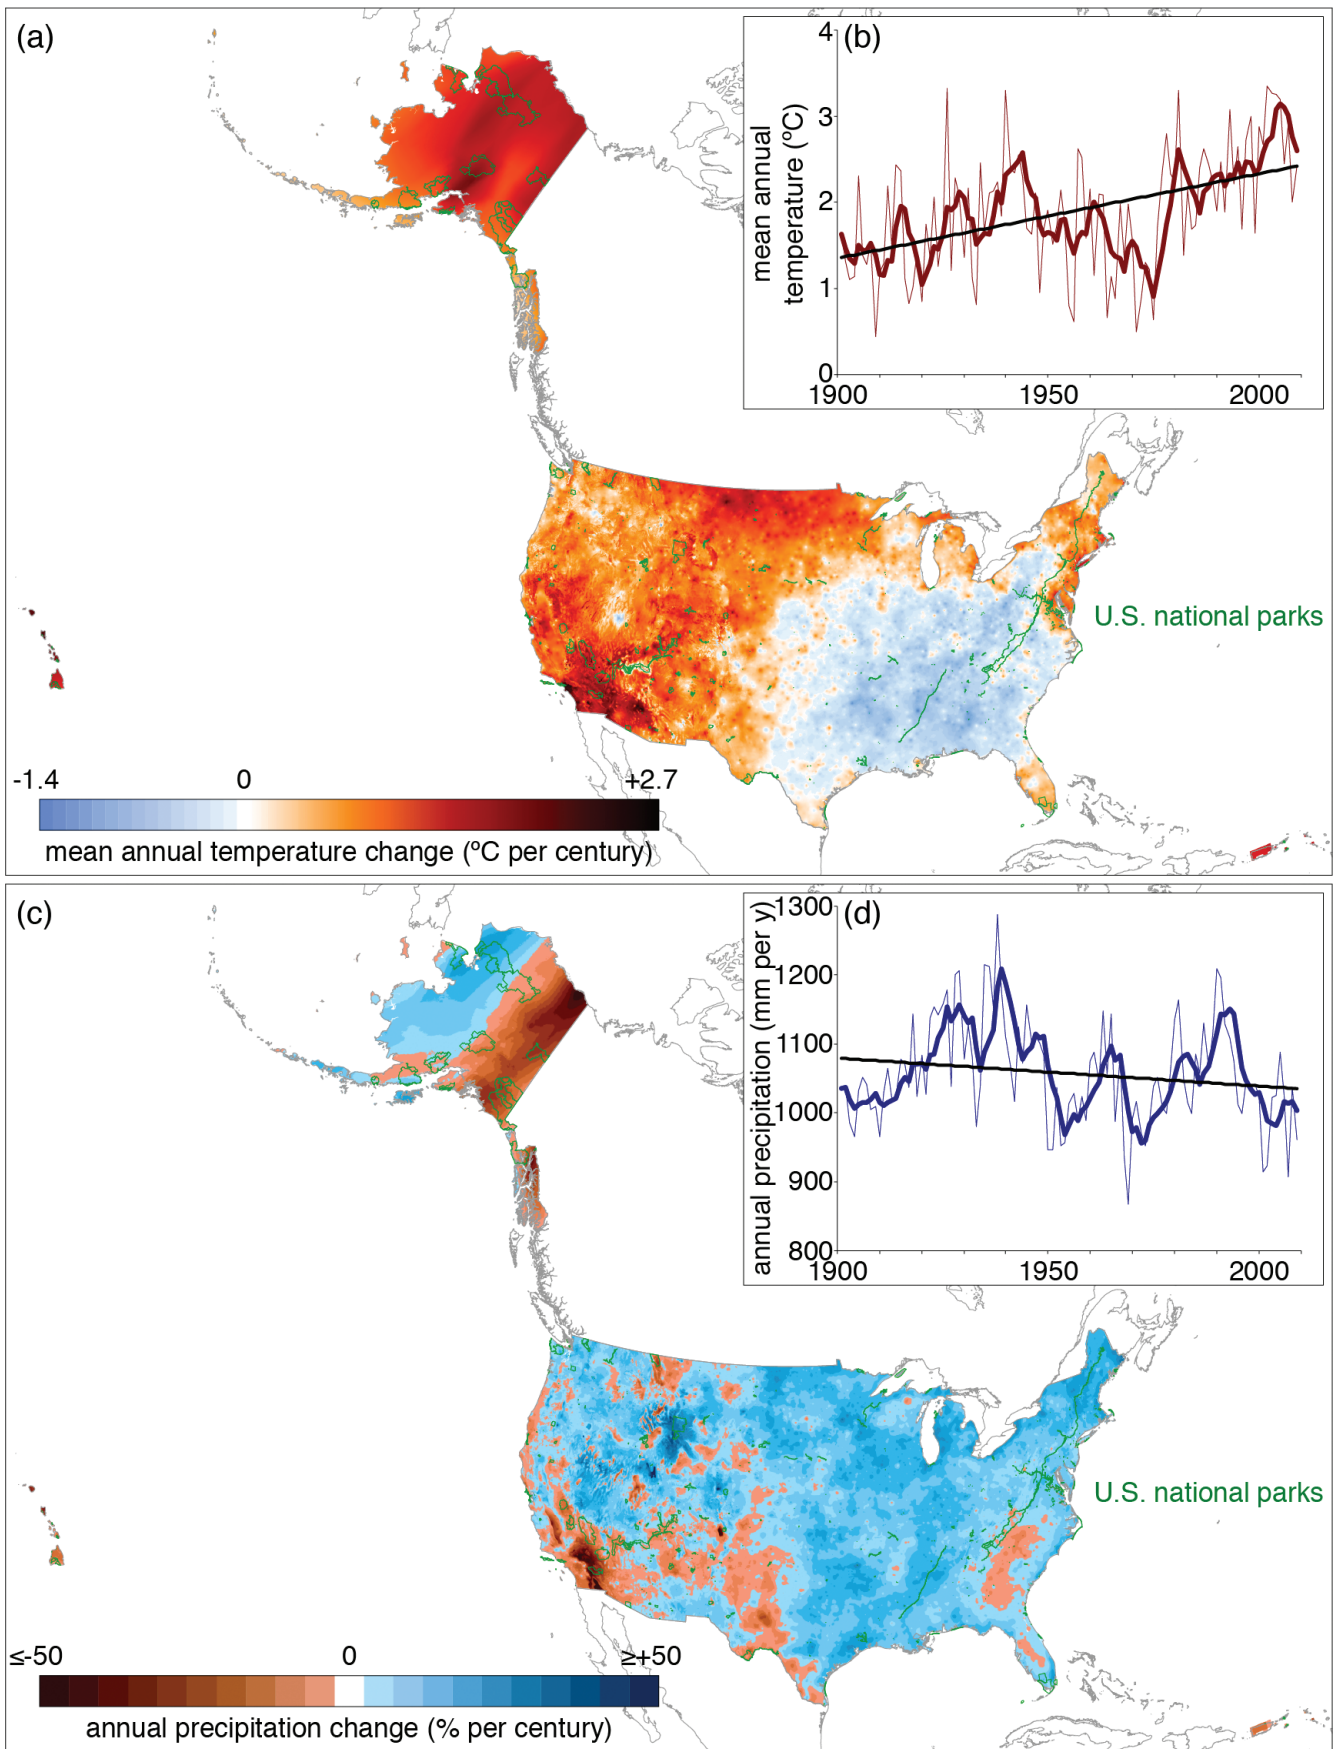 (a)
(b)
4
3
2
1
0
mean annual
temperature (ºC)
1900
1950
2000
U.S. national parks
-1.4
0
+2.7
mean annual temperature change (ºC per century)
(c)
(d)
1300
1200
1100
1000
900
800
annual precipitation (mm per y)
1900
1950
2000
U.S. national parks
≤-50
0
≥+50
annual precipitation change (% per century)